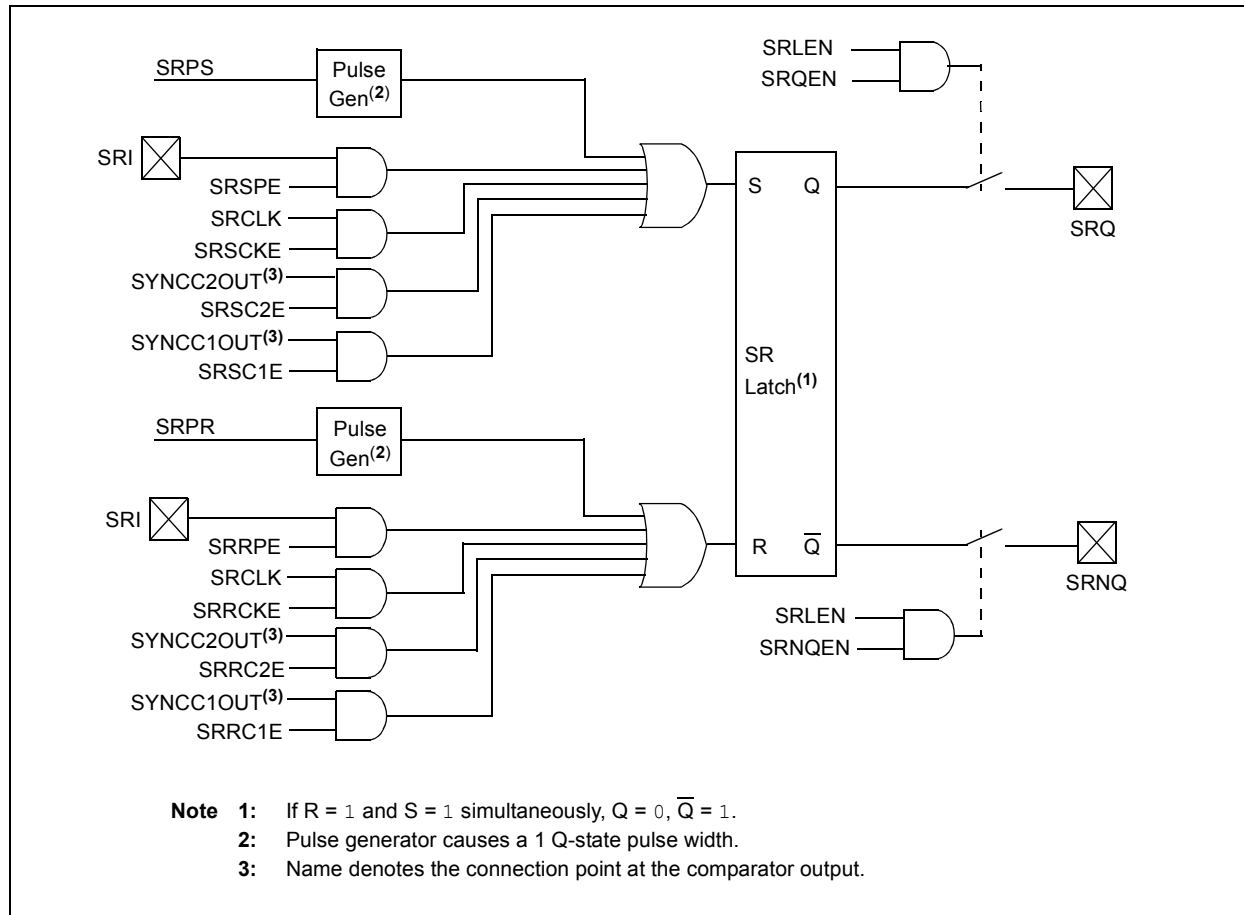 SRPS
Pulse
Gen(2)
SRI
SRSPE
SRCLK
SRSCKE
SYNCC2OUT(3)
SRSC2E
SYNCC1OUT(3)
SRSC1E
SRPR
Pulse
Gen(2)
SRI
SRRPE
SRCLK
SRRCKE
SYNCC2OUT(3)
SRRC2E
SYNCC1OUT(3)
SRRC1E
S Q
SR
Latch(1)
R Q̅
SRLEN
SRQEN
SRQ
SRNQ
SRLEN
SRNQEN
Note 1: If R = 1 and S = 1 simultaneously, Q = 0, Q̅ = 1.
2: Pulse generator causes a 1 Q-state pulse width.
3: Name denotes the connection point at the comparator output.